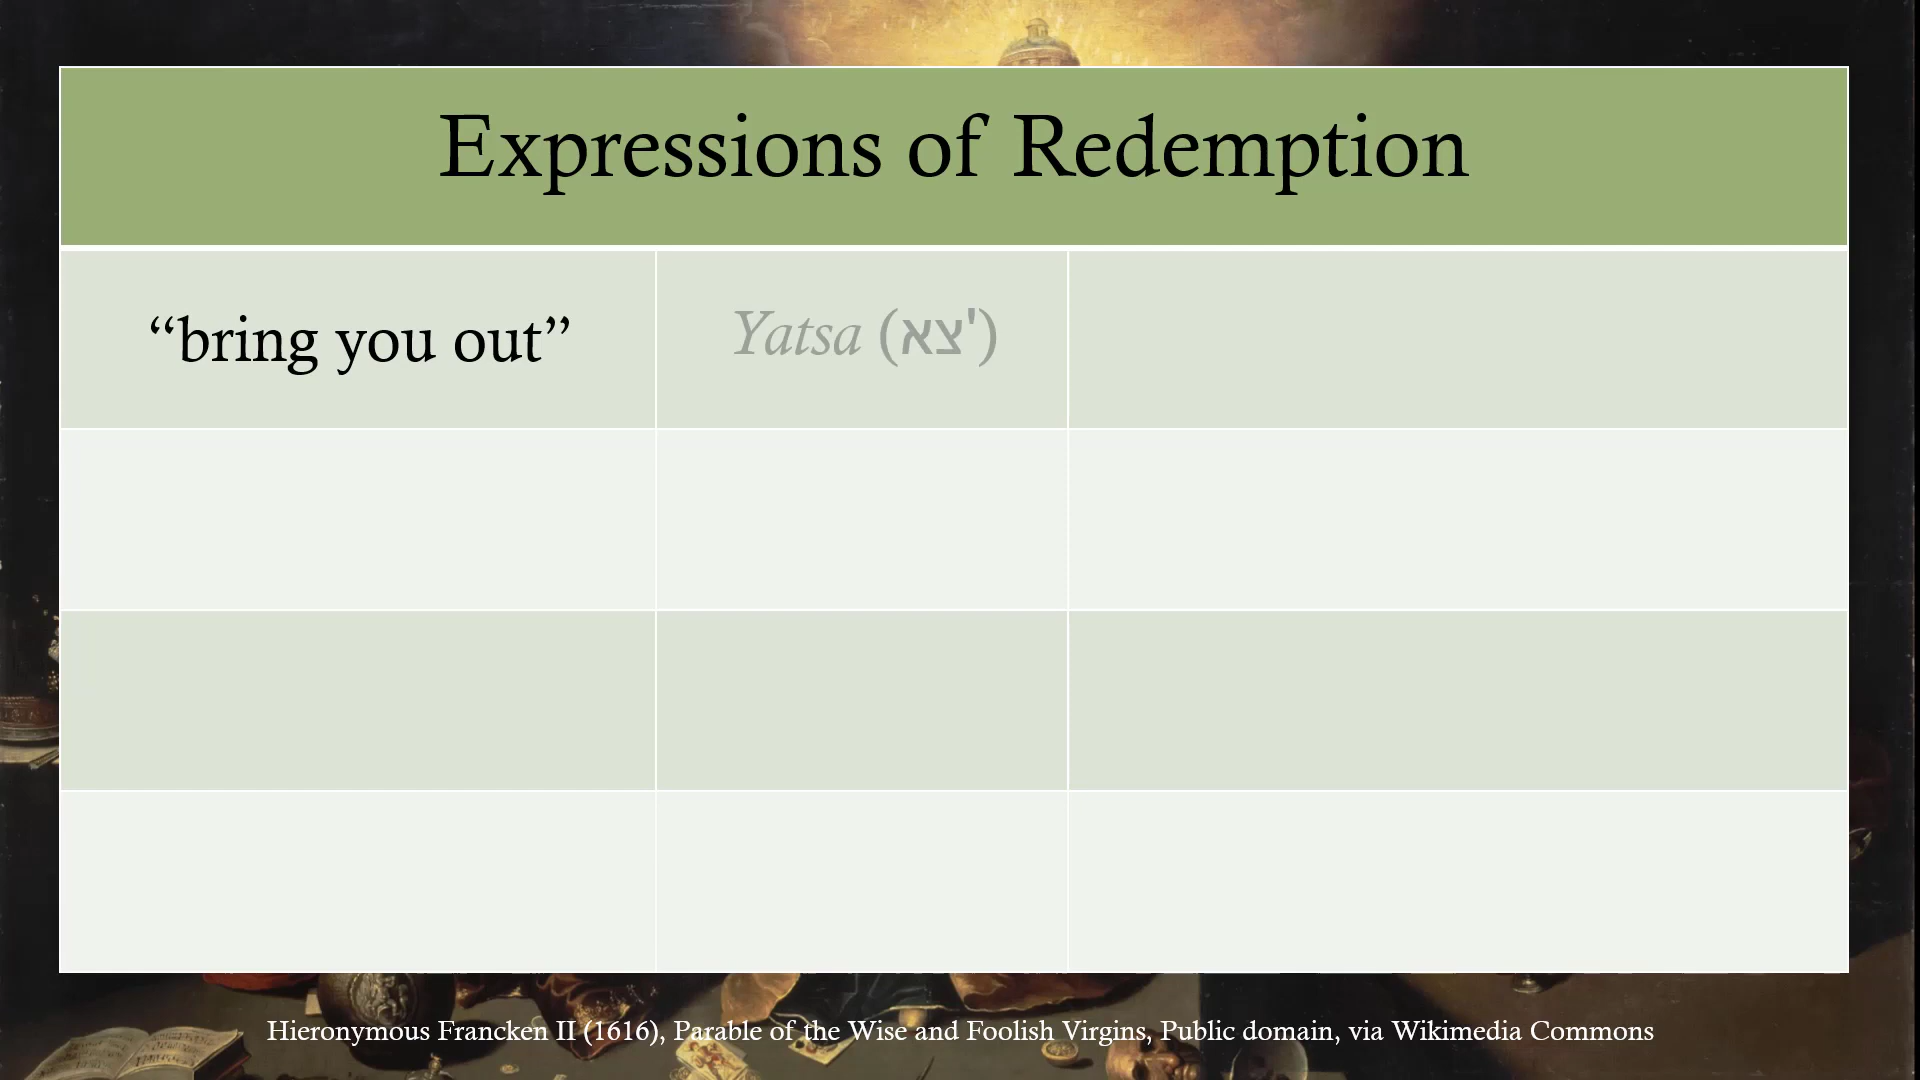 Expressions of Redemption
“bring you out”
Yatsa (צא')
Hieronymous Francken II (1616), Parable of the Wise and Foolish Virgins, Public domain, via Wikimedia Commons